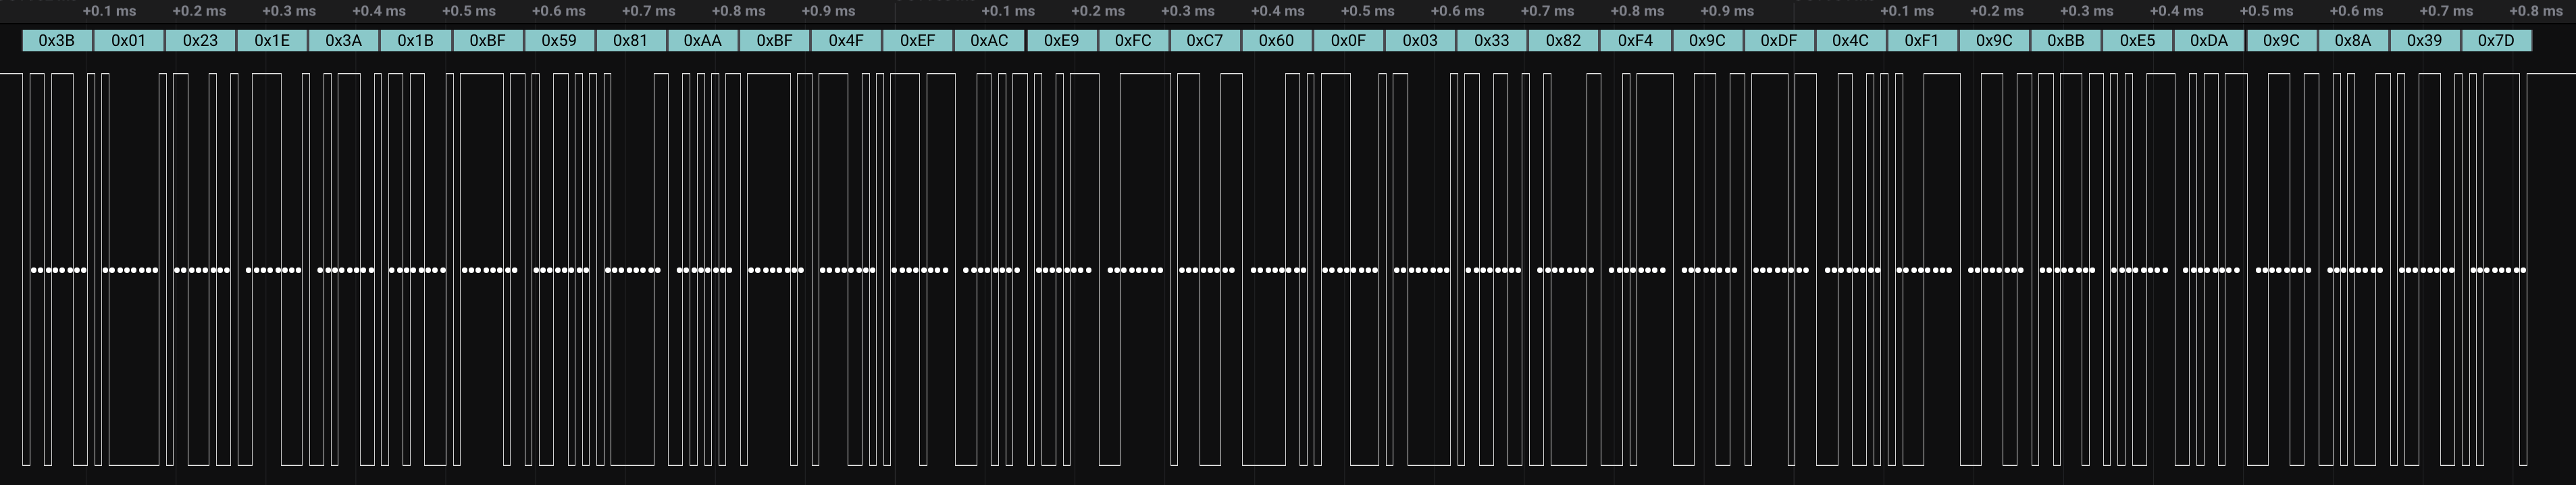 +0.1 ms +0.2 ms +0.3 ms +0.4 ms +0.5 ms +0.6 ms +0.7 ms +0.8 ms +0.9 ms +0.1 ms +0.2 ms +0.3 ms +0.4 ms +0.5 ms +0.6 ms +0.7 ms +0.8 ms +0.9 ms +0.1 ms +0.2 ms +0.3 ms +0.4 ms +0.5 ms +0.6 ms +0.7 ms +0.8 ms
0x3B 0x01 0x23 0x1E 0x3A 0x1B 0xBF 0x59 0x81 0xAA 0xBF 0x4F 0xEF 0xAC 0xE9 0xFC 0xC7 0x60 0x0F 0x03 0x33 0x82 0xF4 0x9C 0xDF 0x4C 0xF1 0x9C 0xBB 0xE5 0xDA 0x9C 0x8A 0x39 0x7D